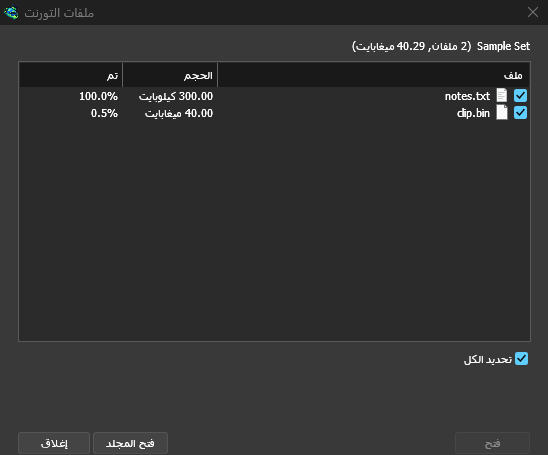 ملفات التورنت
Sample Set (2 ملفان, 40.29 ميغابايت)
ملف الحجم تم
notes.txt 300.00 كيلوبايت 100.0%
clip.bin 40.00 ميغابايت 0.5%
تحديد الكل
فتح فتح المجلد إغلاق